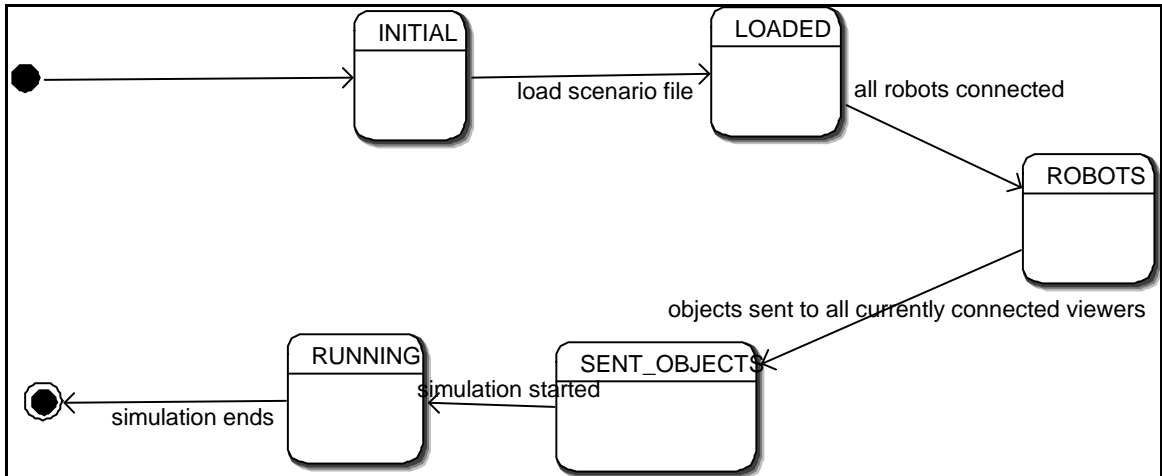 INITIAL
LOADED
load scenario file
all robots connected
ROBOTS
objects sent to all currently connected viewers
RUNNING
SENT_OBJECTS
simulation started
simulation ends